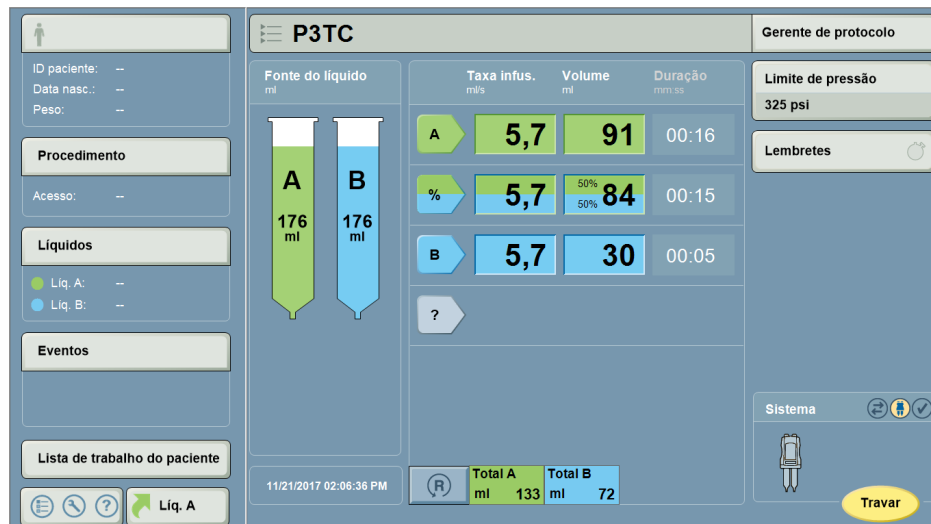 ID paciente: --
Data nasc.: --
Peso: --
Procedimento
Acesso: --
Líquidos
Líq. A: --
Líq. B: --
Eventos
Lista de trabalho do paciente
?
Líq. A
P3TC
Fonte do líquido
ml
A
176
ml
B
176
ml
11/21/2017 02:06:36 PM
Taxa infus. Volume Duração
ml/s ml mm:ss
A 5,7 91 00:16
% 5,7 50% 50% 84 00:15
B 5,7 30 00:05
?
R
Total A
ml 133
Total B
ml 72
Gerente de protocolo
Limite de pressão
325 psi
Lembretes
Sistema
Travar